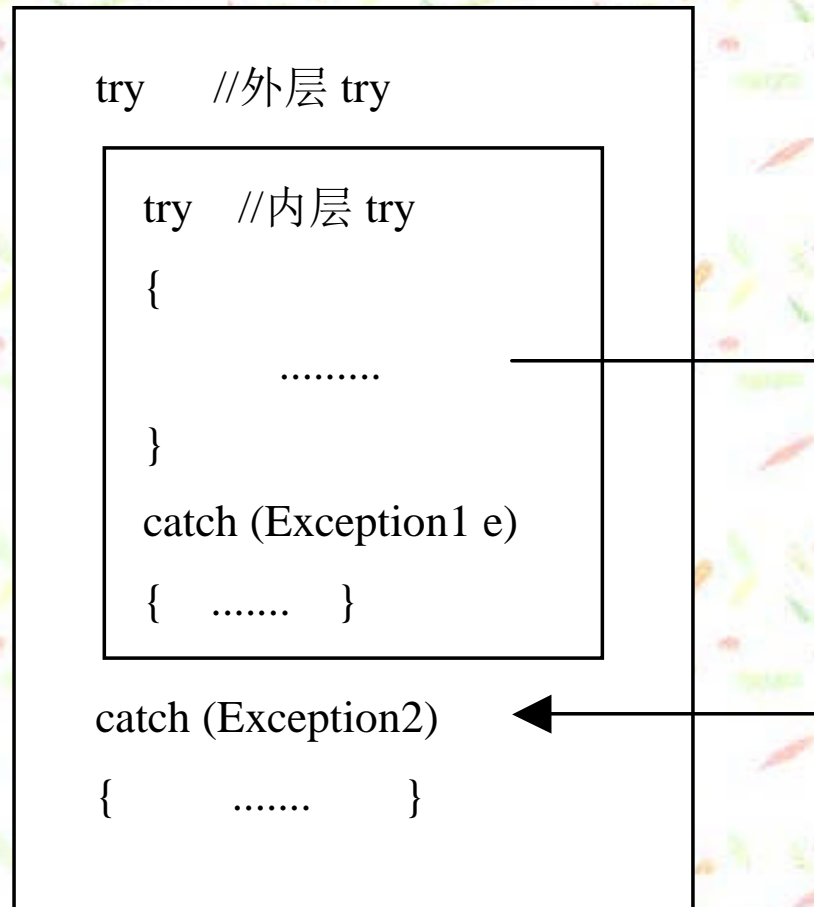 try //外层 try
try //内层 try
{
.........
}
catch (Exception1 e)
{ ....... }
catch (Exception2)
{ ....... }